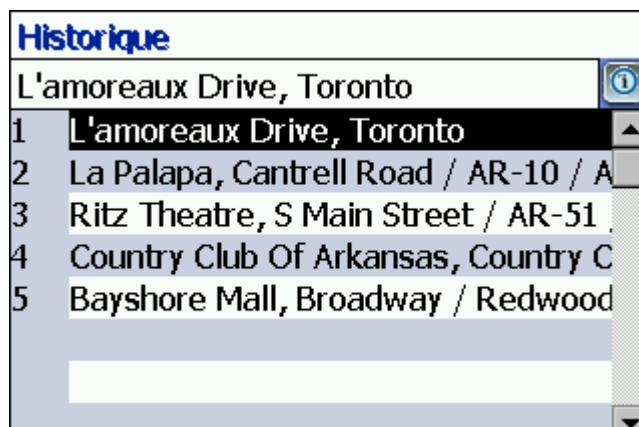 Historique
L'amoreaux Drive, Toronto
1 L'amoreaux Drive, Toronto
2 La Palapa, Cantrell Road / AR-10 / A
3 Ritz Theatre, S Main Street / AR-51
4 Country Club Of Arkansas, Country C
5 Bayshore Mall, Broadway / Redwood